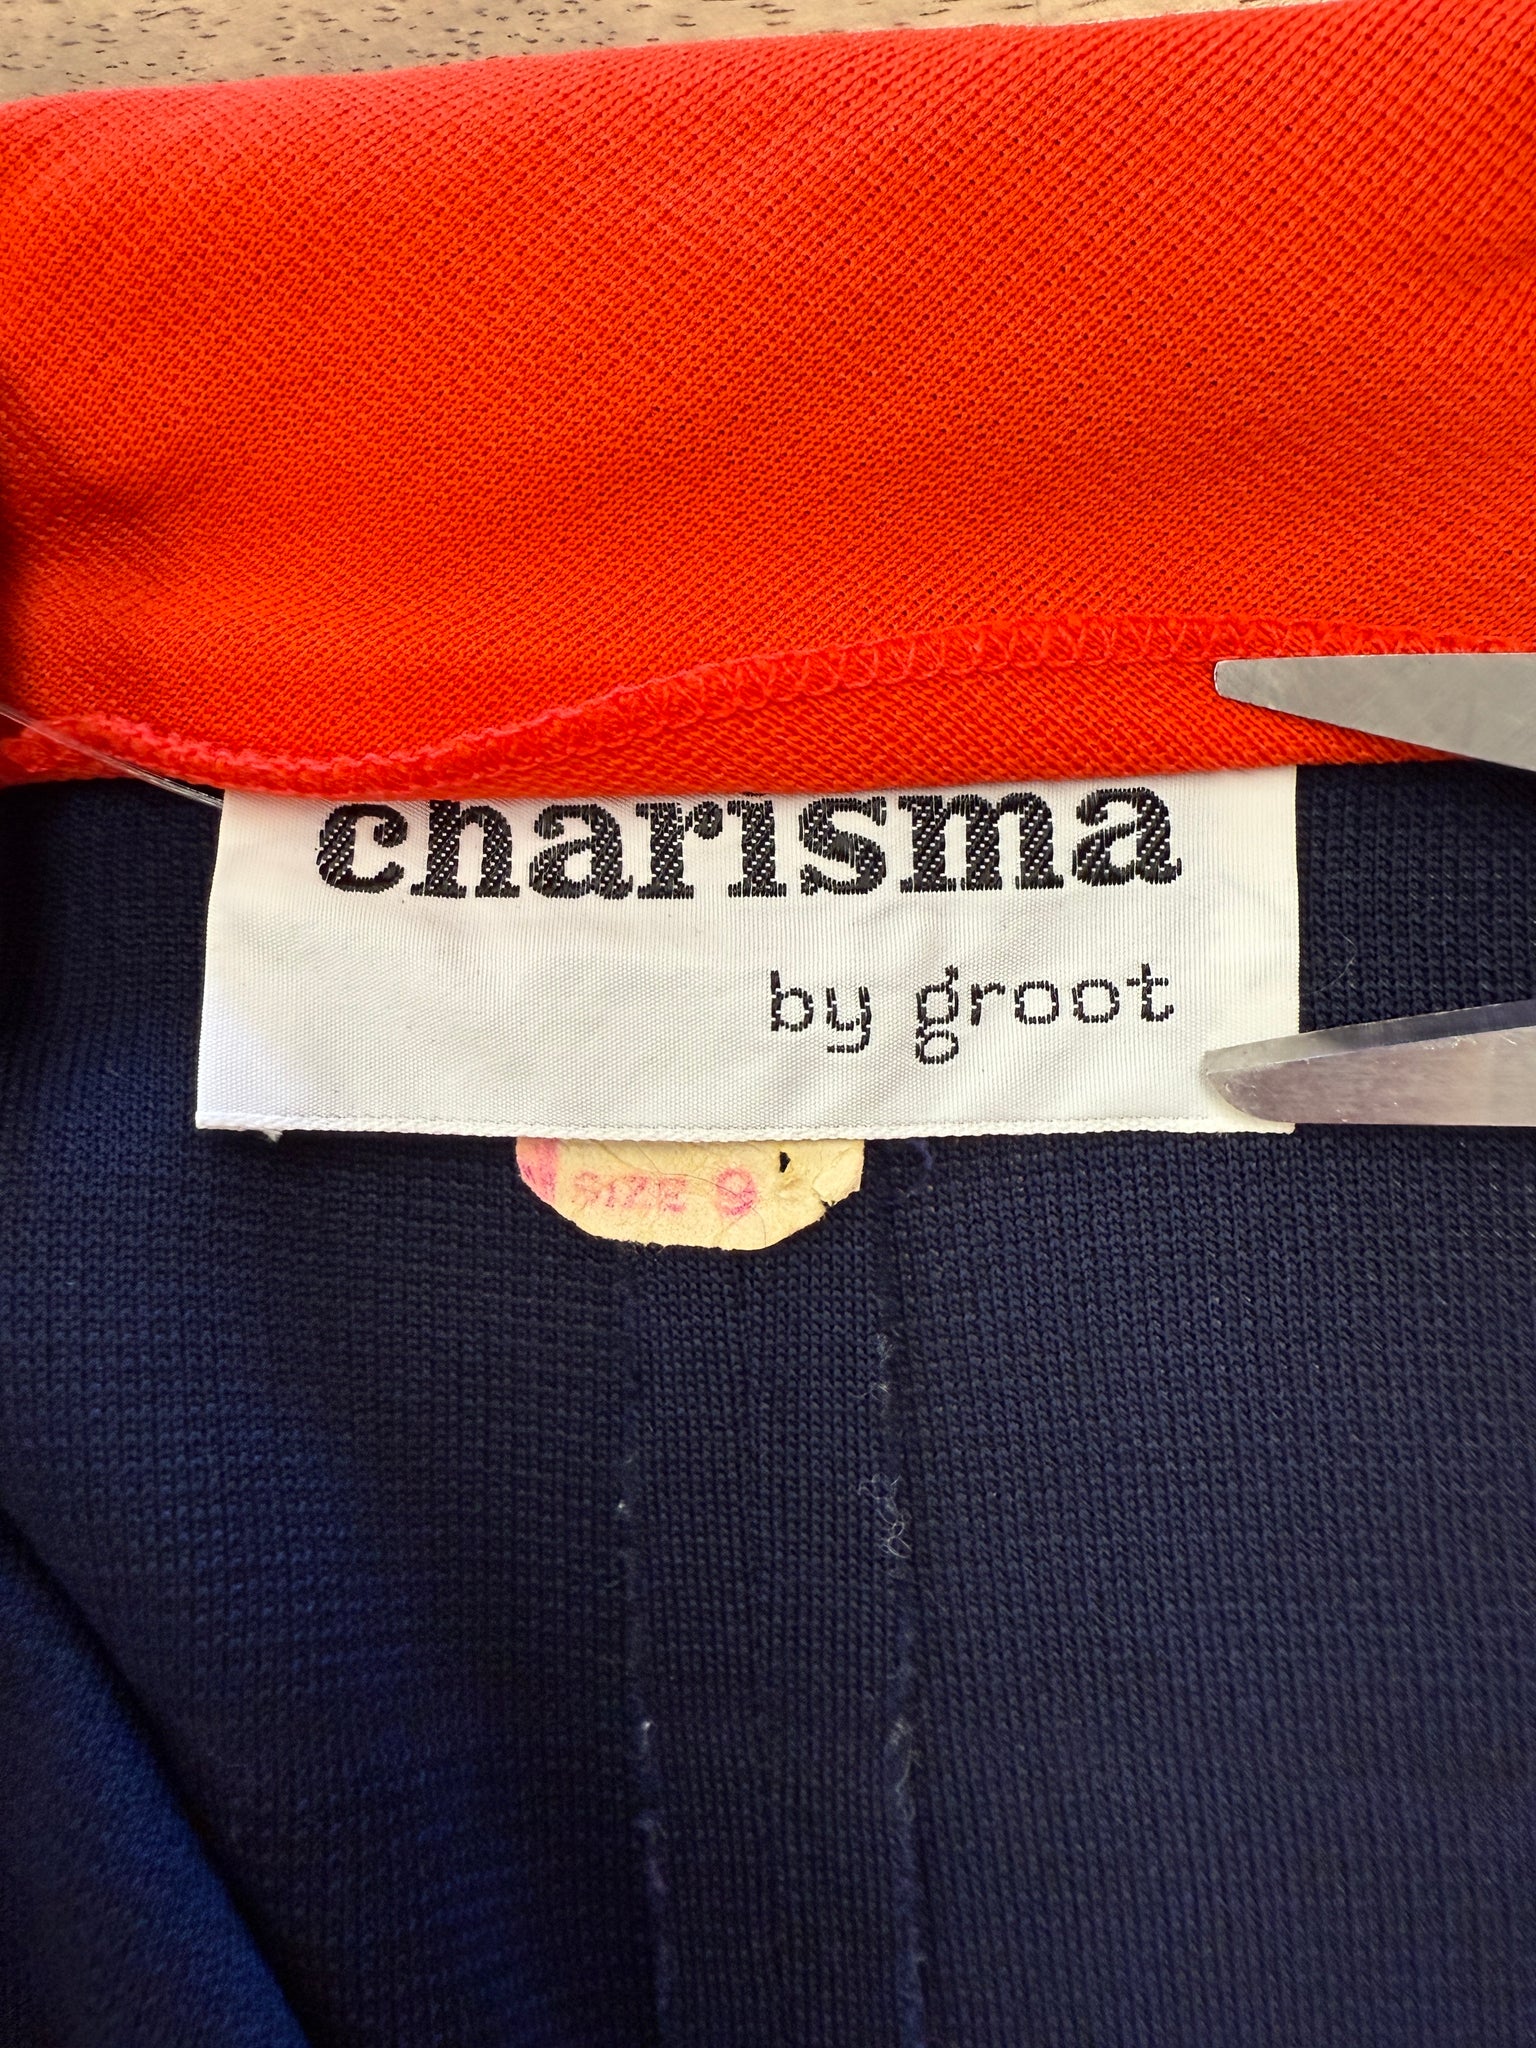 charisma
by groot
SIZE 9